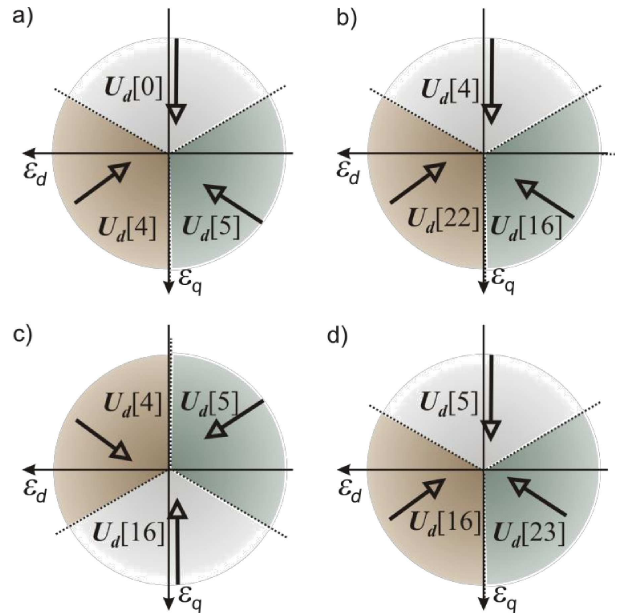 a)
U_d[0]
ε_d
U_d[4]
U_d[5]
ε_q
b)
U_d[4]
ε_d
U_d[22]
U_d[16]
ε_q
c)
U_d[4]
U_d[5]
ε_d
U_d[16]
ε_q
d)
U_d[5]
ε_d
U_d[16]
U_d[23]
ε_q